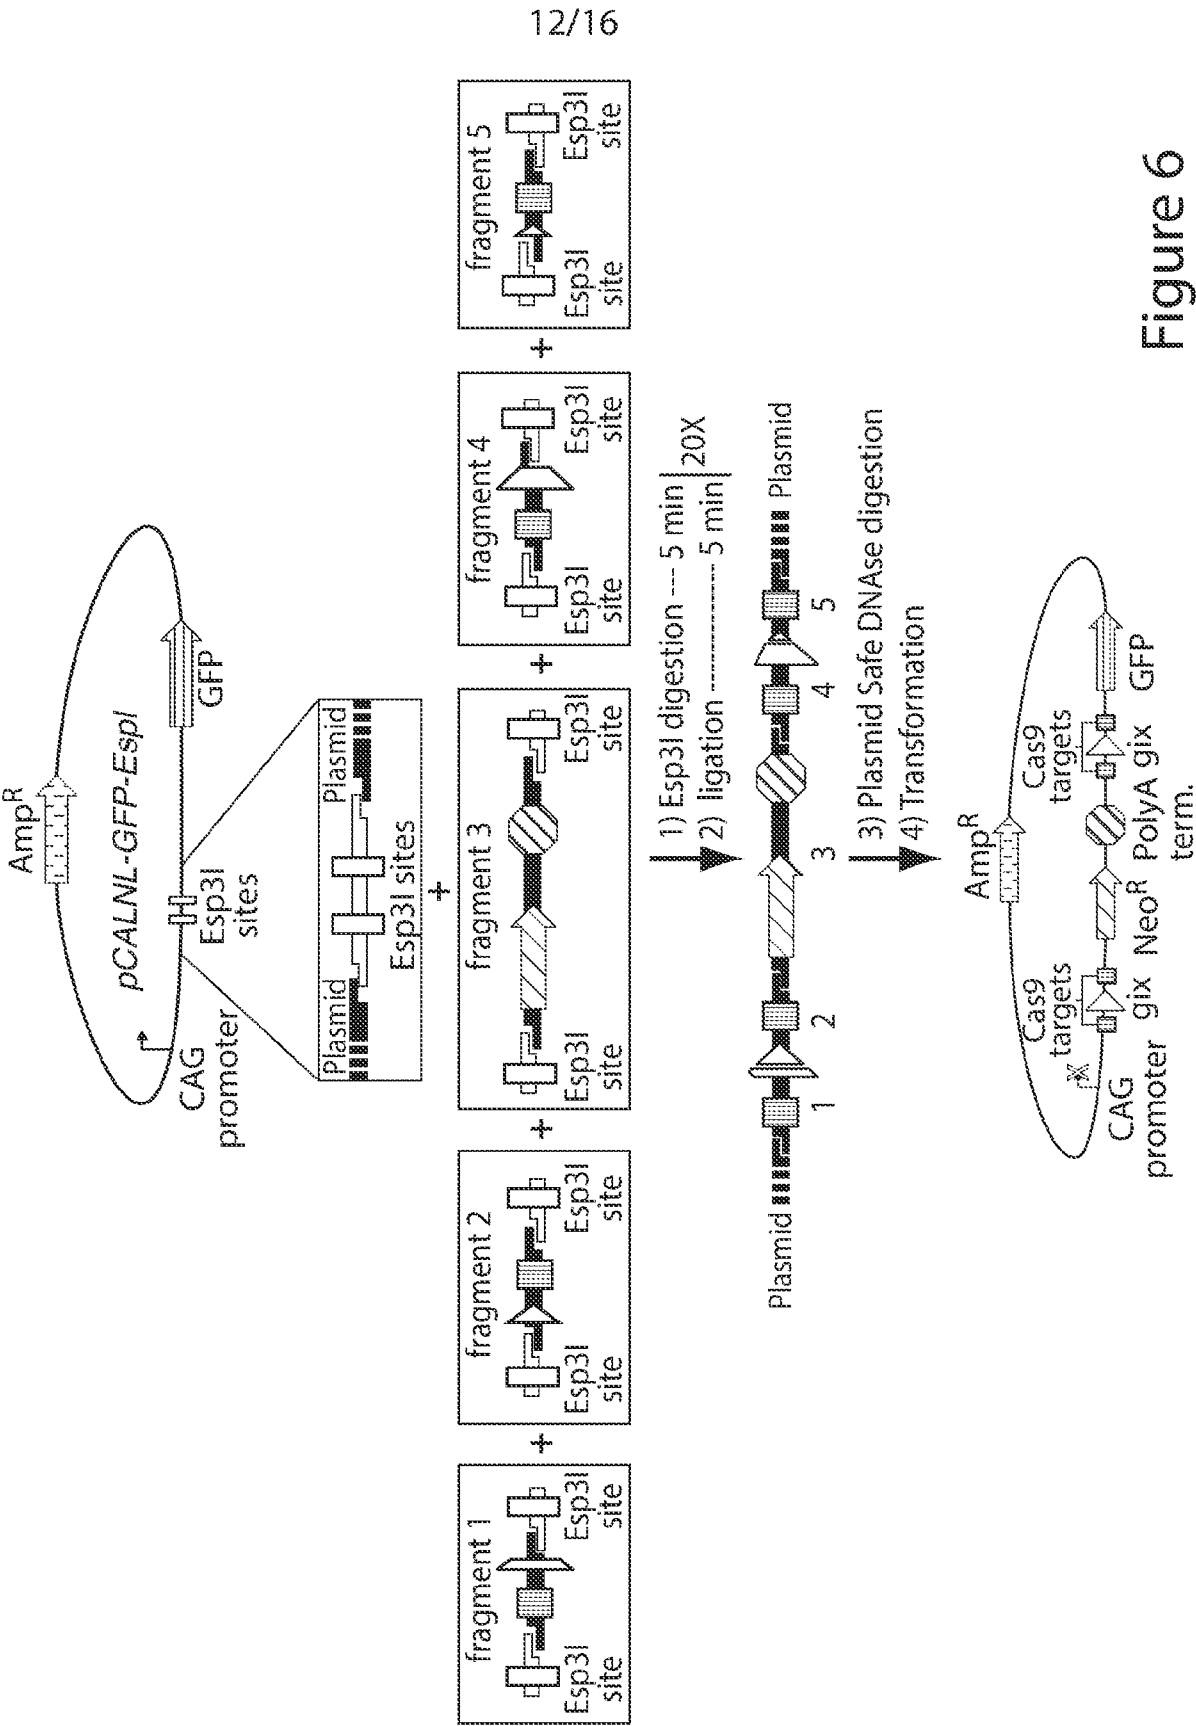 12/16
Amp^R
pCALNL-GFP-EspI
CAG
promoter
Esp3I
sites
GFP
Plasmid
Plasmid
Esp3I sites
+
fragment 1
Esp3I
site
Esp3I
site
+
fragment 2
Esp3I
site
Esp3I
site
+
fragment 3
Esp3I
site
Esp3I
site
+
fragment 4
Esp3I
site
Esp3I
site
+
fragment 5
Esp3I
site
Esp3I
site
1) Esp3I digestion --- 5 min
2) ligation ------------- 5 min
20X
Plasmid
1
2
3
4
5
Plasmid
3) Plasmid Safe DNAse digestion
4) Transformation
Amp^R
CAG
promoter
Cas9
targets
gix
Neo^R
PolyA
term.
Cas9
targets
gix
GFP
Figure 6